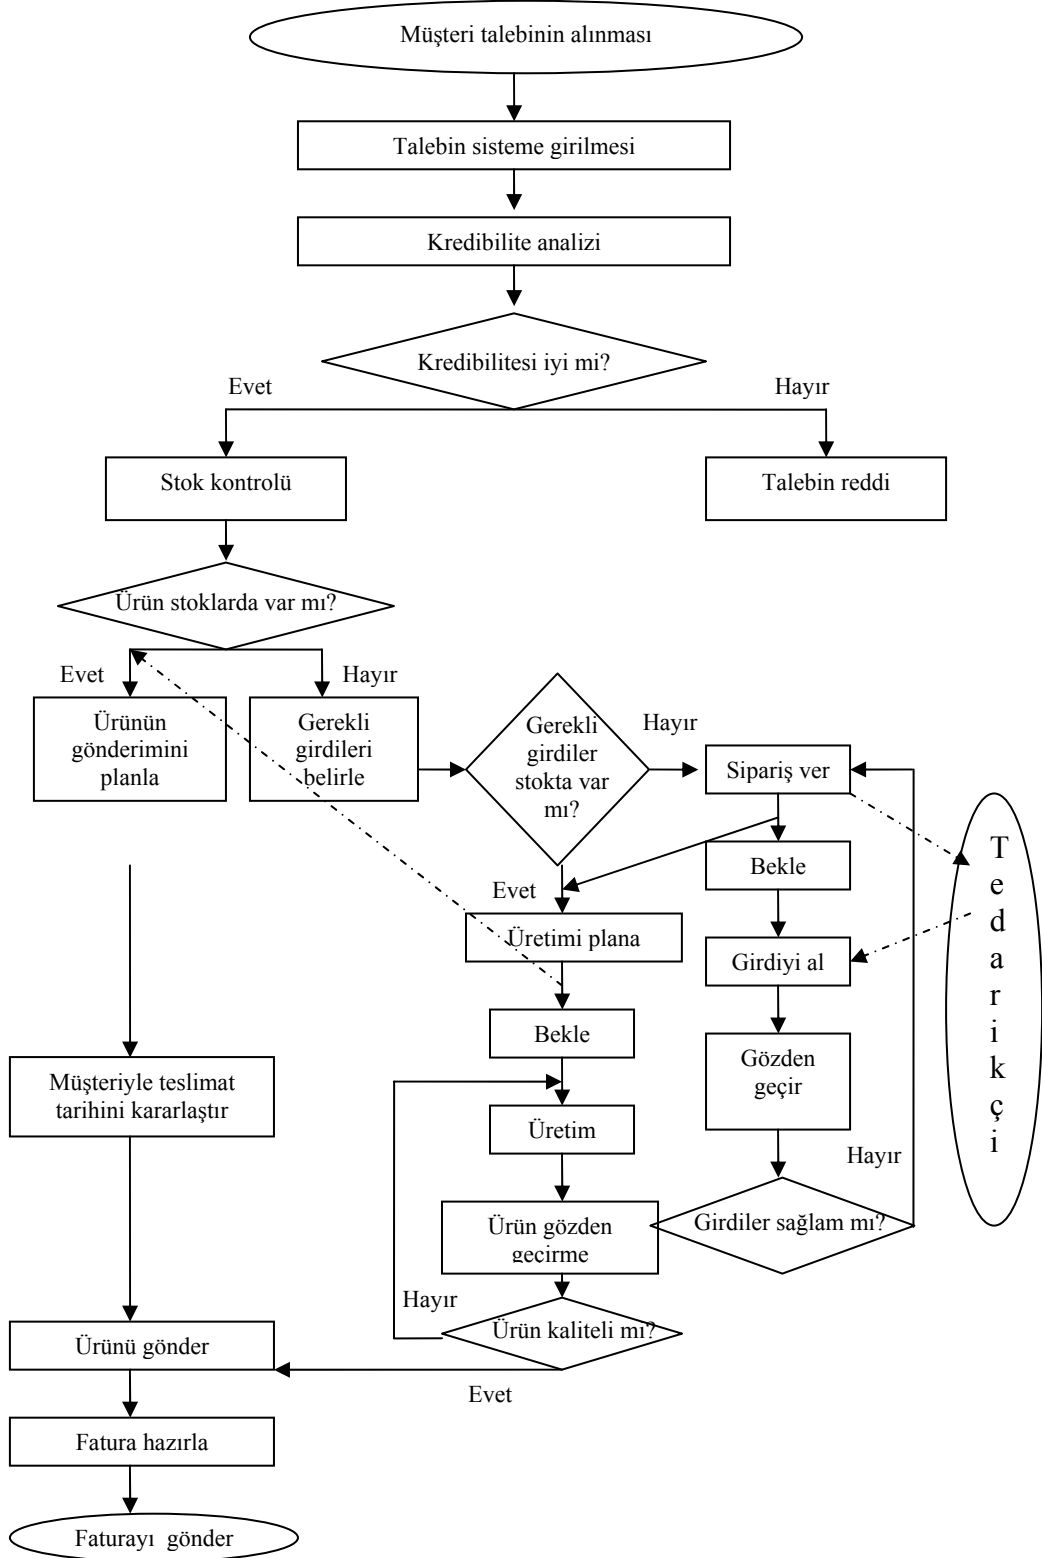 Müşteri talebinin alınması
Talebin sisteme girilmesi
Kredibilite analizi
Kredibilitesi iyi mi?
Evet
Hayır
Stok kontrolü
Talebin reddi
Ürün stoklarda var mı?
Evet
Hayır
Ürünün
gönderimini
planla
Gerekli
girdileri
belirle
Gerekli
girdiler
stokta var
mı?
Hayır
Sipariş ver
Bekle
Evet
Üretimi plana
Girdiyi al
Tedarikçi
Bekle
Gözden
geçir
Müşteriyle teslimat
tarihini kararlaştır
Üretim
Hayır
Girdiler sağlam mı?
Ürün gözden
geçirme
Hayır
Ürün kaliteli mı?
Ürünü gönder
Evet
Fatura hazırla
Faturayı gönder